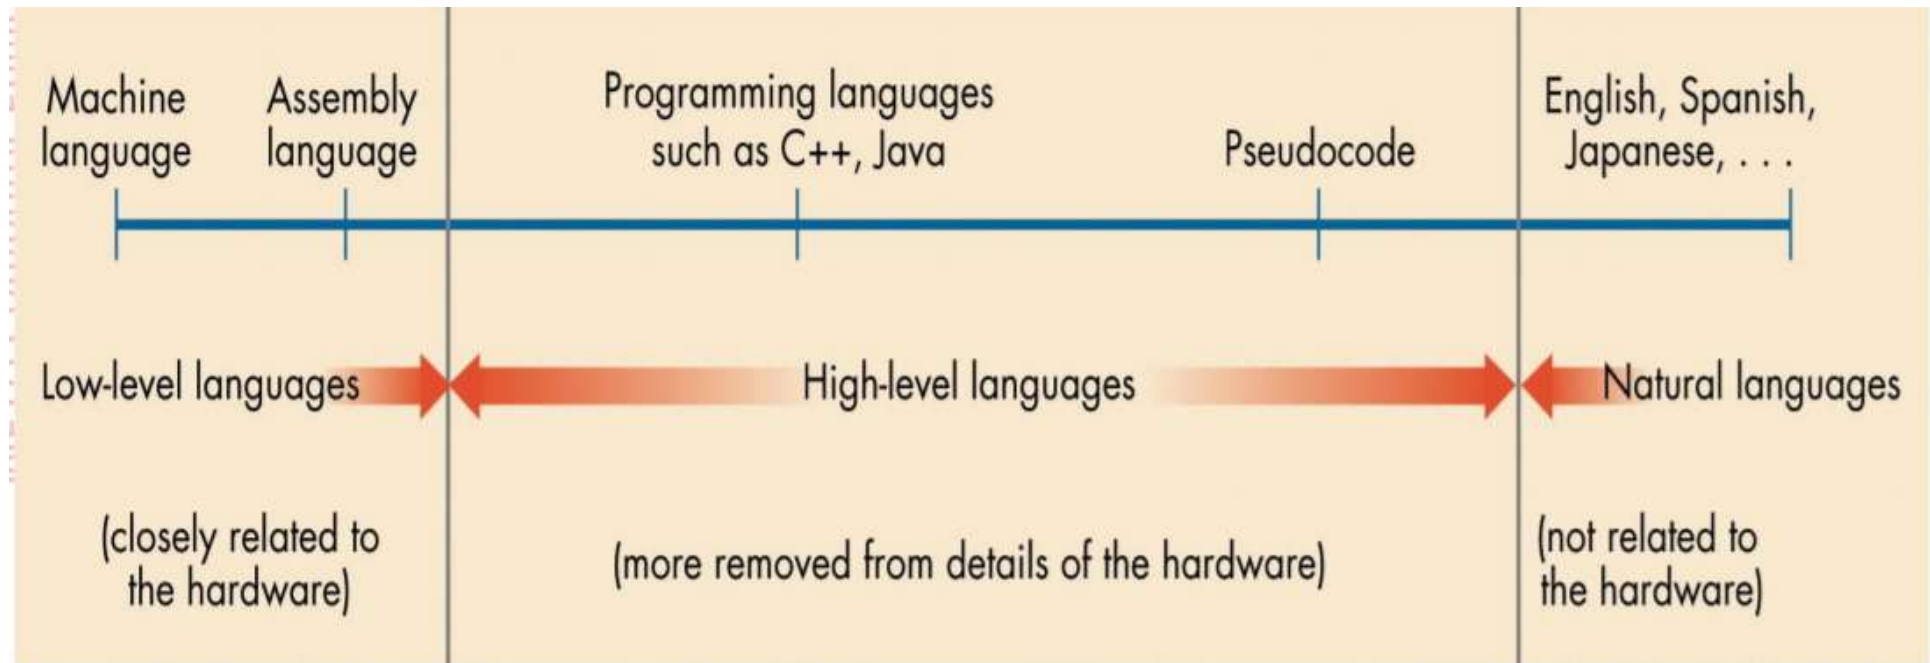 Machine
language
Assembly
language
Programming languages
such as C++, Java
Pseudocode
English, Spanish,
Japanese, . . .
Low-level languages
High-level languages
Natural languages
(closely related to
the hardware)
(more removed from details of the hardware)
(not related to
the hardware)